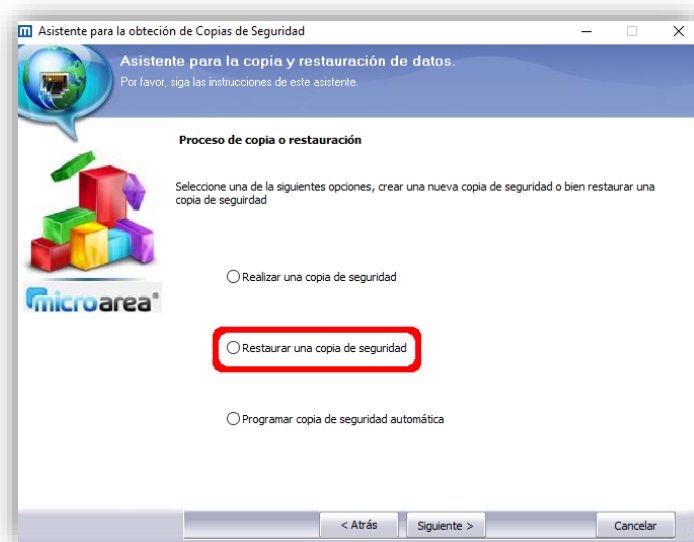 Asistente para la obteción de Copias de Seguridad
Asistente para la copia y restauración de datos.
Por favor, siga las instrucciones de este asistente.
Proceso de copia o restauración
Seleccione una de la siguientes opciones, crear una nueva copia de seguridad o bien restaurar una
copia de seguirdad
Realizar una copia de seguridad
microarea®
Restaurar una copia de seguridad
Programar copia de seguridad automática
< Atrás
Siguiente >
Cancelar